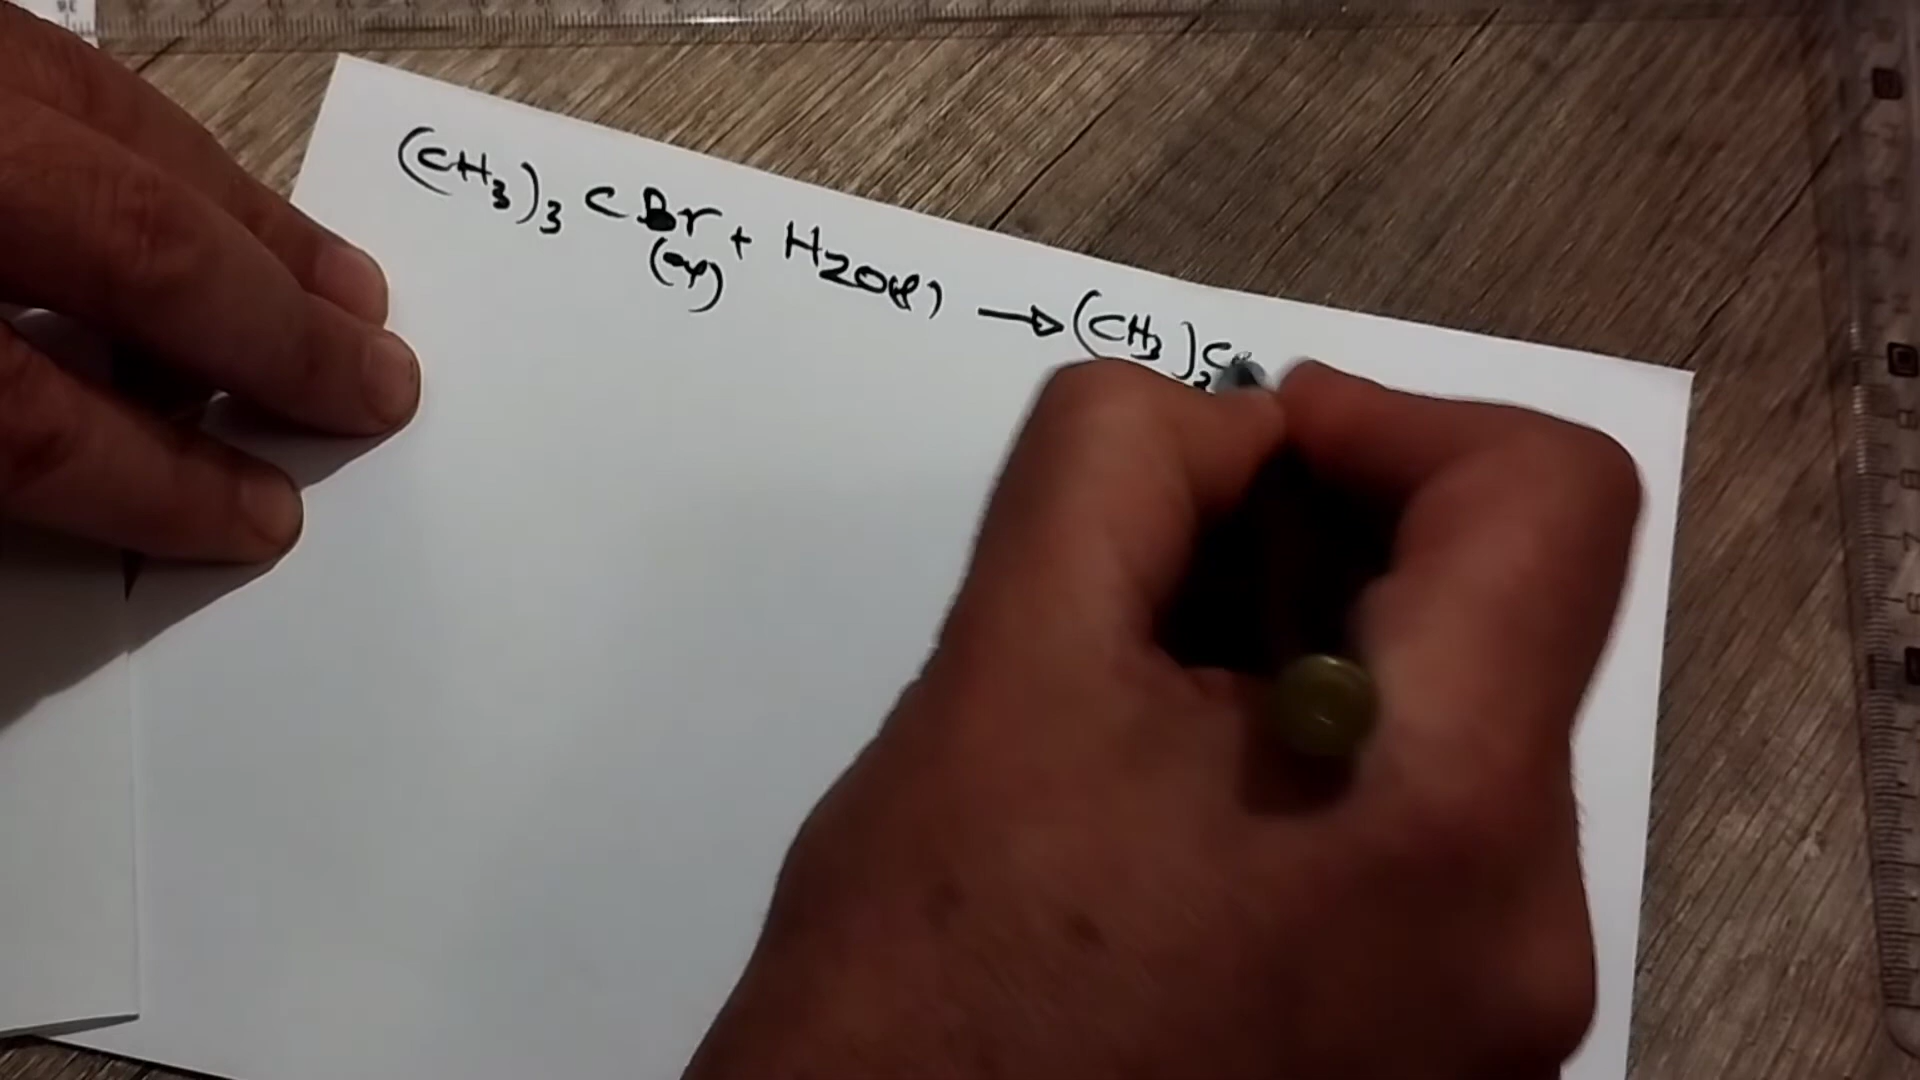 (CH3)3 CBr + H2O(l) → (CH3)3C
(aq)